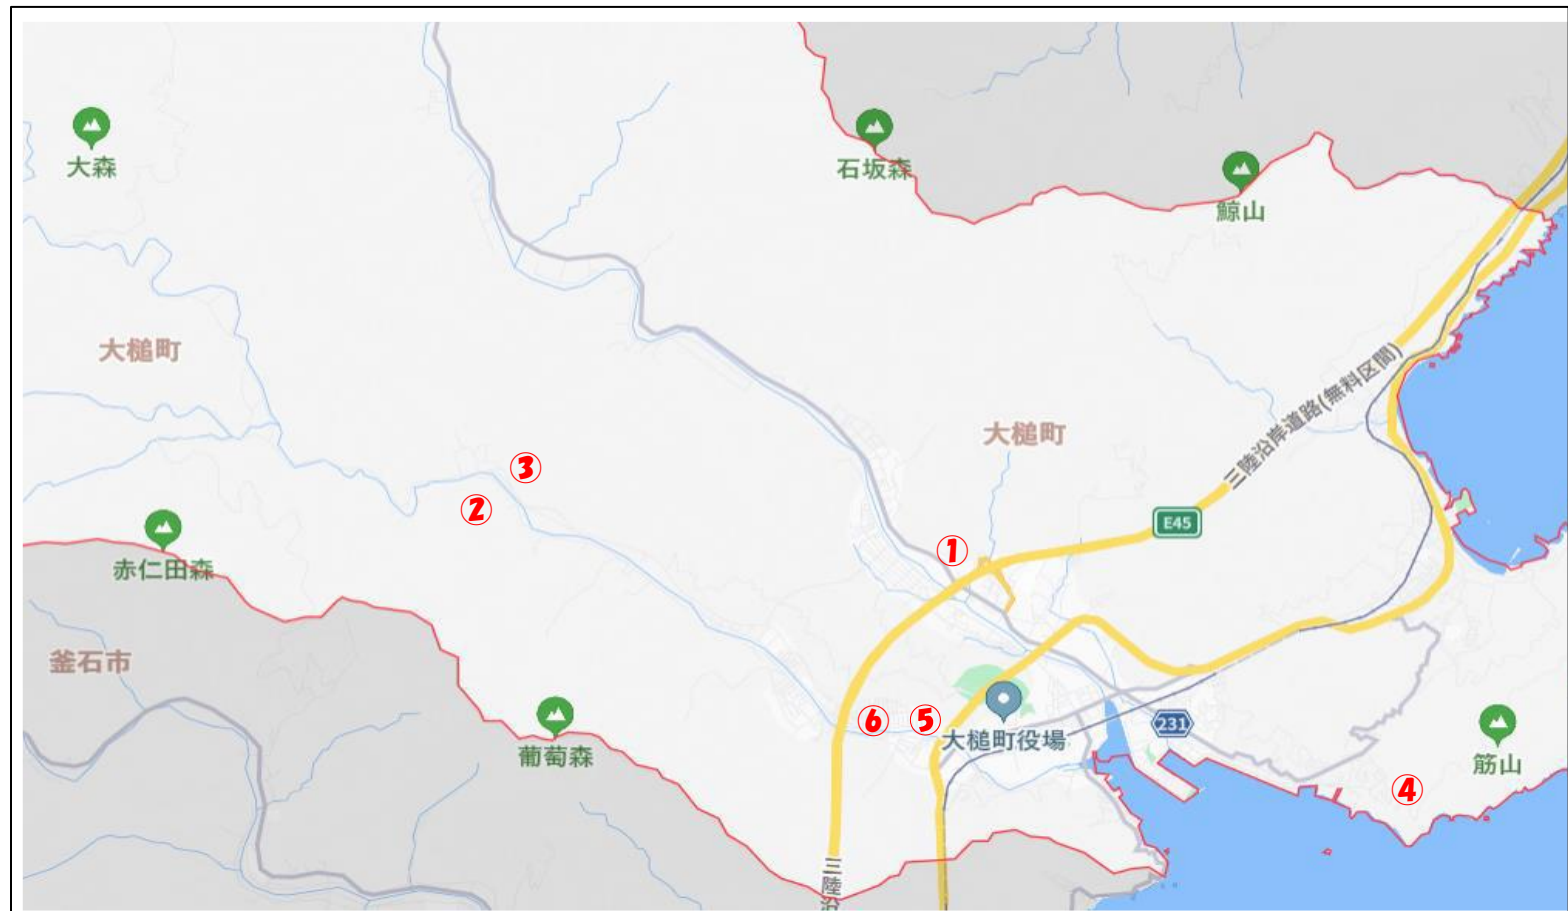 大森
石坂森
鯨山
大槌町
三陸沿岸道路(無料区間)
大槌町
③
②
E45
①
赤仁田森
釜石市
葡萄森
⑥
⑤
大槌町役場
231
筋山
④
三陸沿